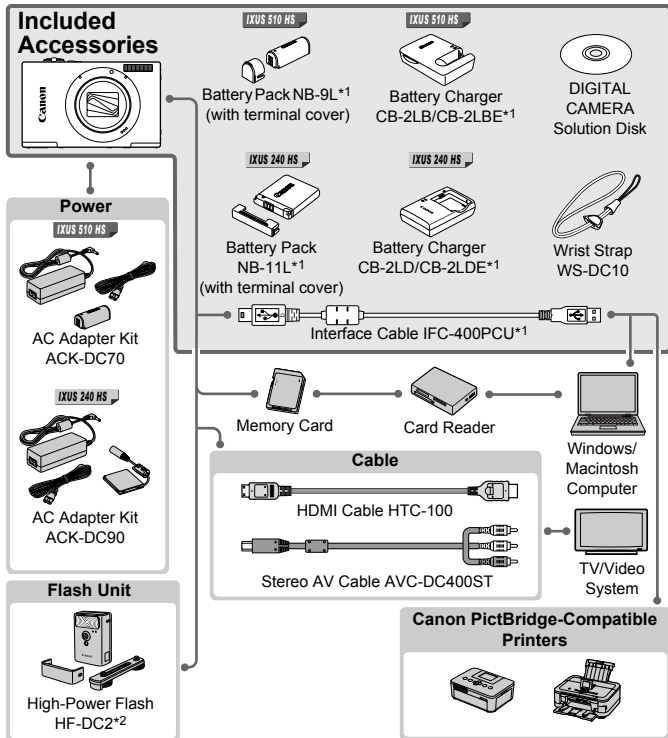 Included
Accessories
Canon
IXUS 510 HS
Battery Pack NB-9L*1
(with terminal cover)
IXUS 510 HS
Battery Charger
CB-2LB/CB-2LBE*1
DIGITAL
CAMERA
Solution Disk
IXUS 240 HS
Battery Pack
NB-11L*1
(with terminal cover)
IXUS 240 HS
Battery Charger
CB-2LD/CB-2LDE*1
Wrist Strap
WS-DC10
Interface Cable IFC-400PCU*1
Power
IXUS 510 HS
AC Adapter Kit
ACK-DC70
IXUS 240 HS
AC Adapter Kit
ACK-DC90
Memory Card
Card Reader
Windows/
Macintosh
Computer
Cable
HDMI Cable HTC-100
Stereo AV Cable AVC-DC400ST
TV/Video
System
Flash Unit
High-Power Flash
HF-DC2*2
Canon PictBridge-Compatible
Printers